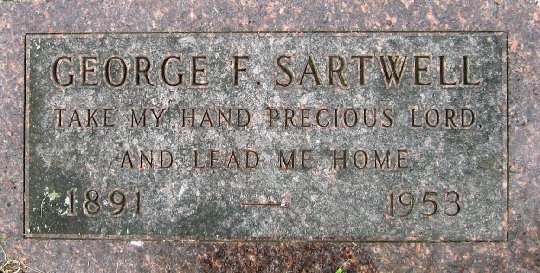 GEORGE F. SARTWELL
TAKE MY HAND PRECIOUS LORD,
AND LEAD ME HOME
1891 — 1953